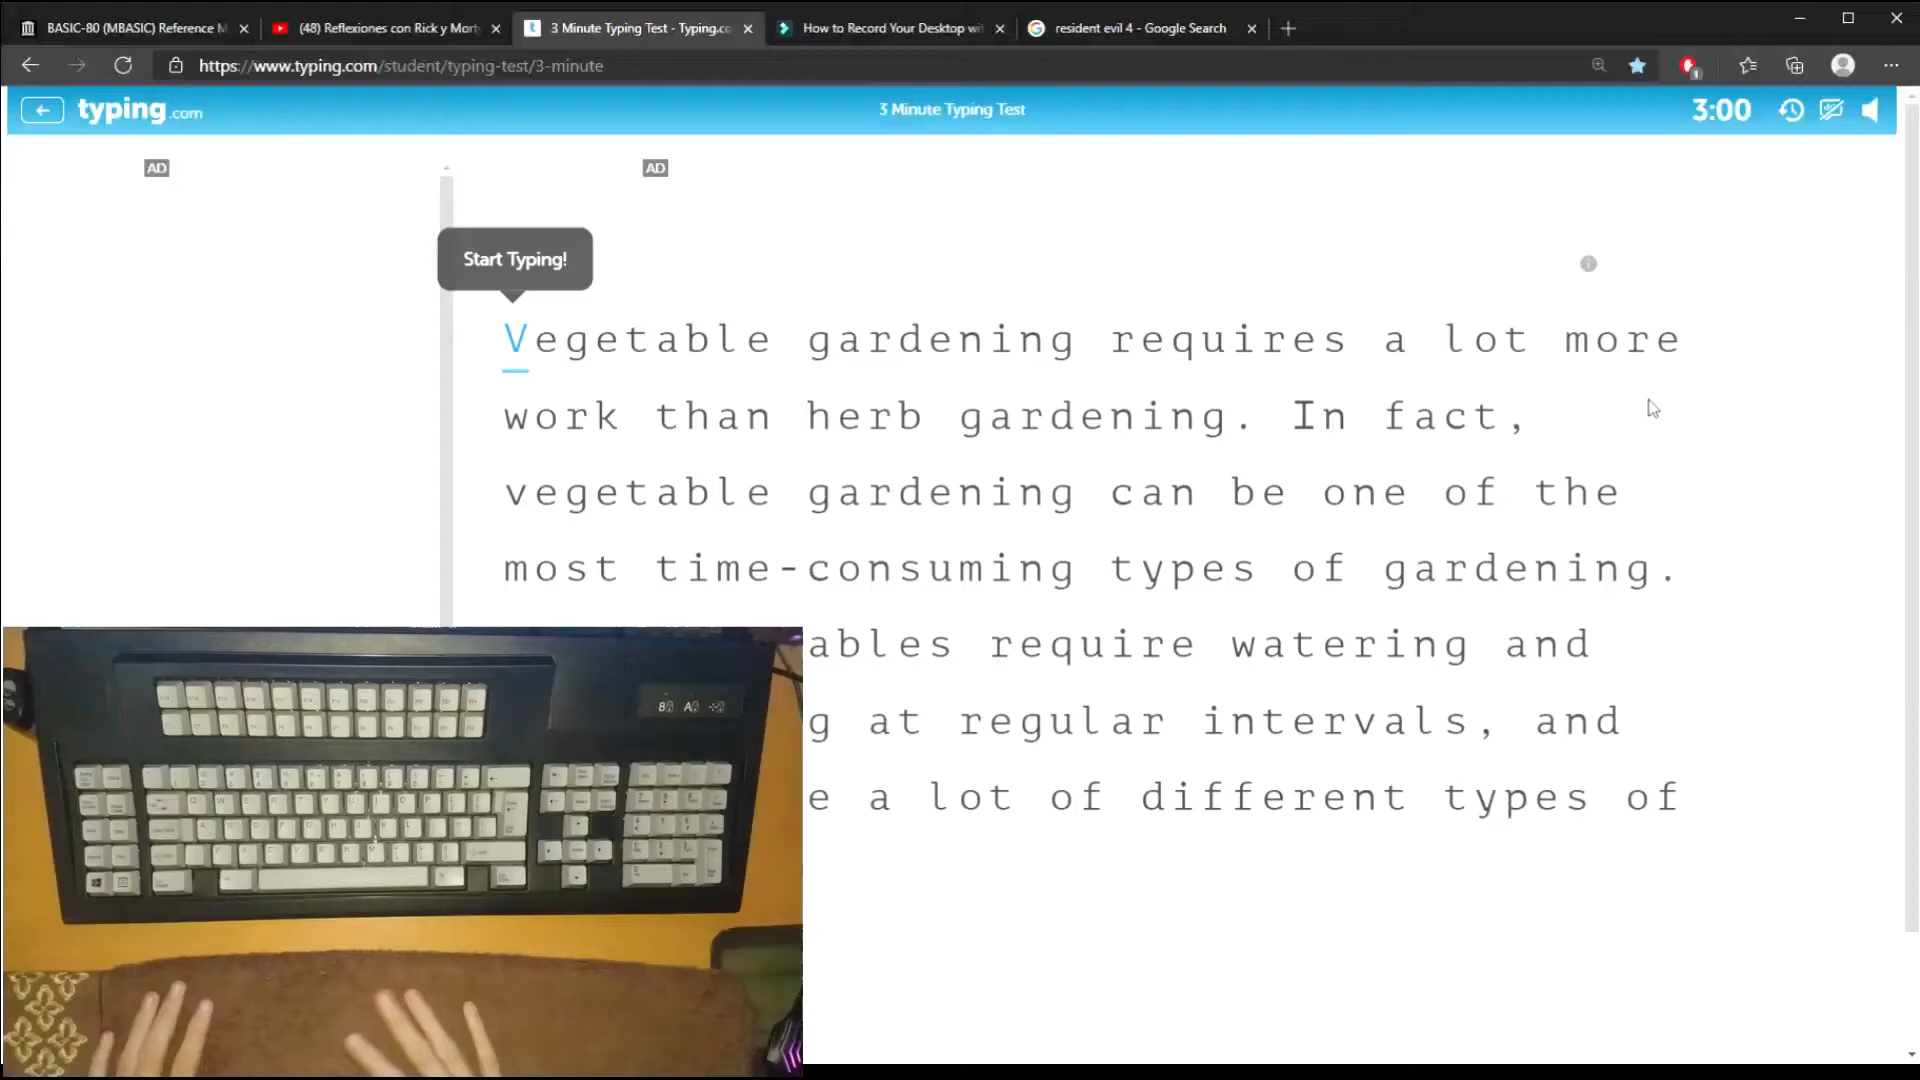 BASIC-80 (MBASIC) Reference M
(48) Reflexiones con Rick y Mort
3 Minute Typing Test - Typing.co
How to Record Your Desktop wi
resident evil 4 - Google Search
https://www.typing.com/student/typing-test/3-minute
typing.com
3 Minute Typing Test
3:00
AD
AD
Start Typing!
Vegetable gardening requires a lot more
work than herb gardening. In fact,
vegetable gardening can be one of the
most time-consuming types of gardening.
ables require watering and
g at regular intervals, and
e a lot of different types of